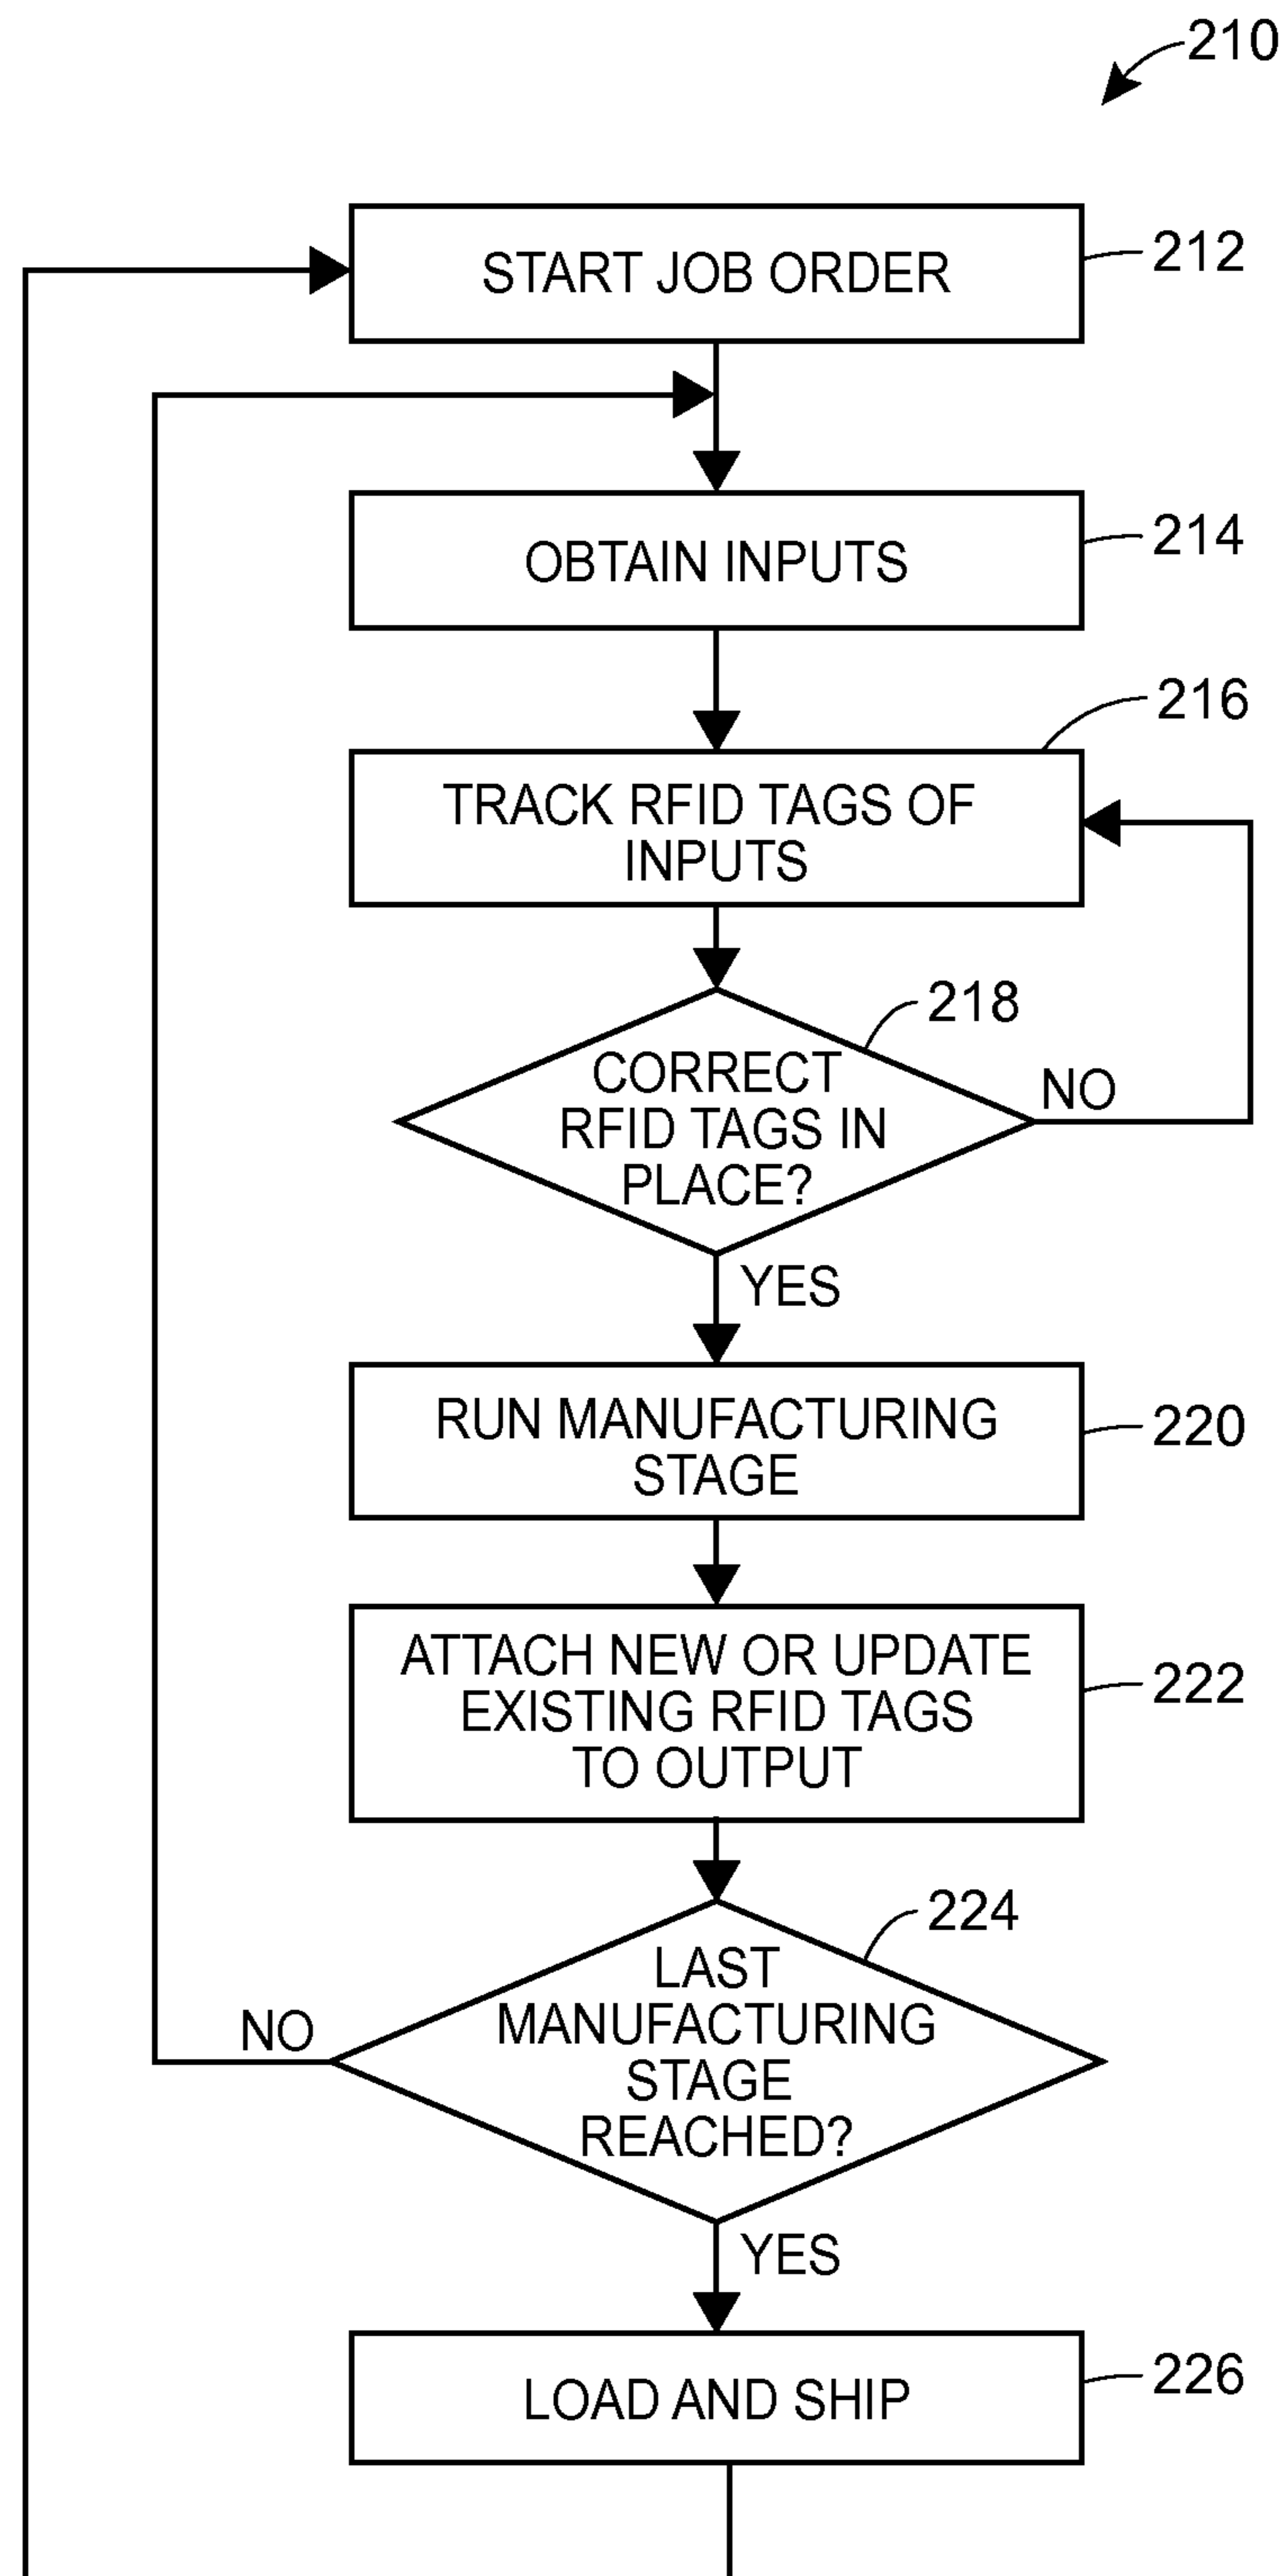 210
START JOB ORDER
212
OBTAIN INPUTS
214
216
TRACK RFID TAGS OF
INPUTS
218
CORRECT
RFID TAGS IN
PLACE?
NO
YES
RUN MANUFACTURING
STAGE
220
ATTACH NEW OR UPDATE
EXISTING RFID TAGS
TO OUTPUT
222
224
LAST
MANUFACTURING
STAGE
REACHED?
NO
YES
LOAD AND SHIP
226